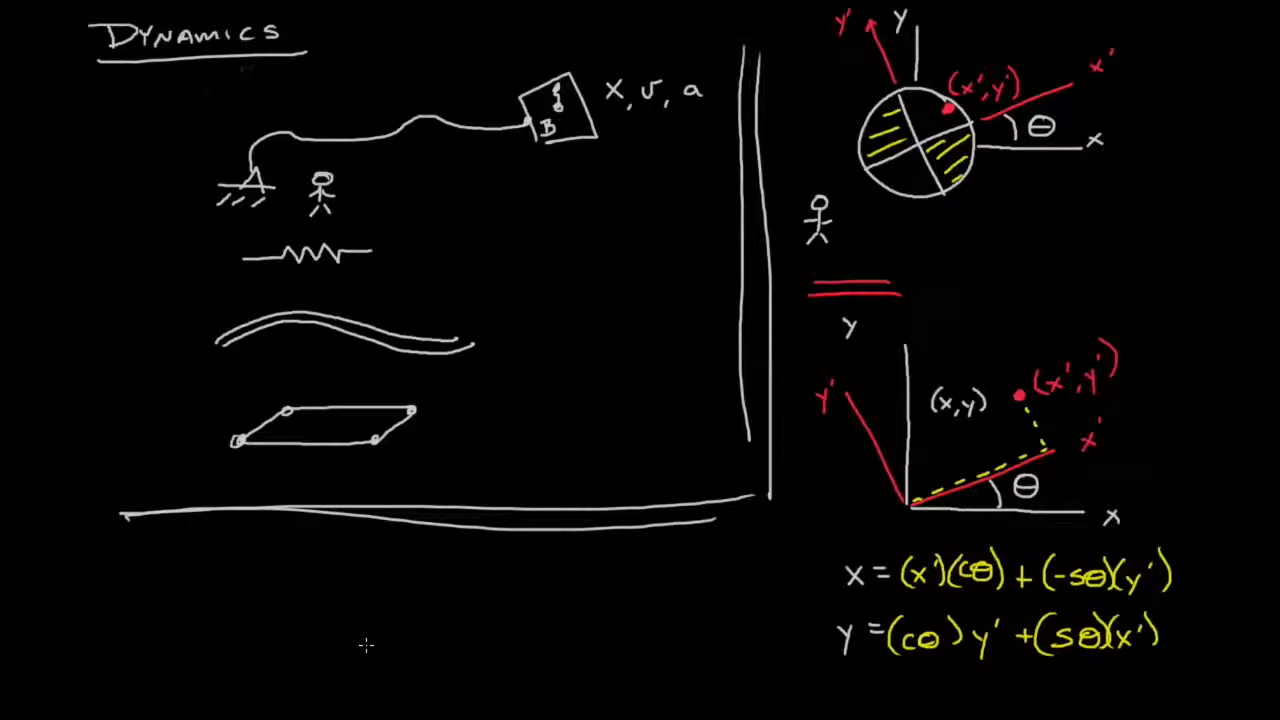 DYNAMICS
B
x, v, a
y'
y
(x',y')
x'
θ
x
y
y'
(x,y)
(x',y')
x'
θ
x
x = (x')(cθ) + (-sθ)(y')
y = (cθ) y' + (sθ)(x')